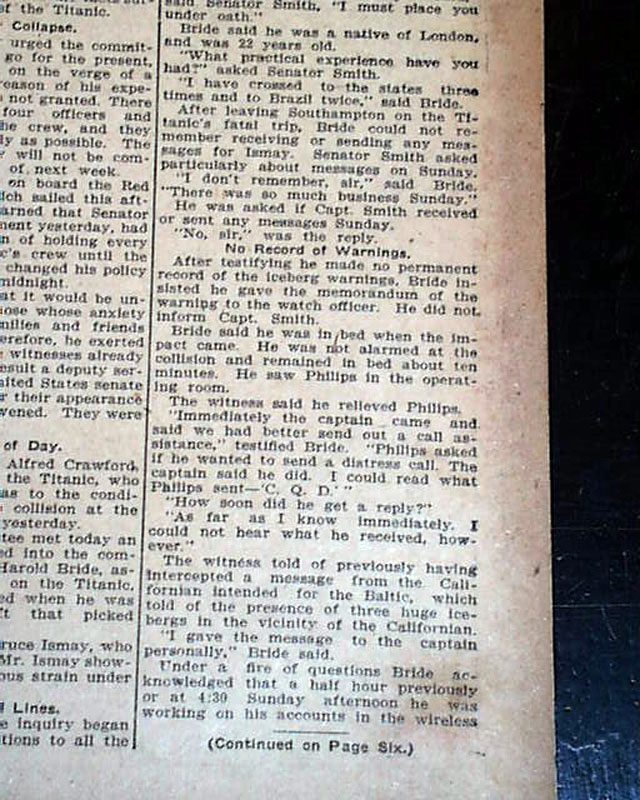 of the Titanic.
Collapse.
urged the commit-
go for the present,
on the verge of a
reason of his expe-
not granted. There
four officers and
he crew, and they
ly as possible. The
will not be com-
of next week.
on board the Red
ich sailed this aft-
arned that Senator
ment yesterday, had
n of holding every
c's crew until the
changed his policy
midnight.
at it would be un-
ose whose anxiety
milies and friends
erefore, he exerted
witnesses already
esult a deputy ser-
ited States senate
r their appearance
vened. They were
of Day.
Alfred Crawford,
the Titanic, who
as to the condi-
collision at the
yesterday.
tee met today an
ed into the com-
Harold Bride, as-
on the Titanic.
ed when he was
t that picked
ruce Ismay, who
Mr. Ismay show-
ous strain under
Lines.
e inquiry began
tions to all the
said Senator Smith, "I must place you
under oath."
Bride said he was a native of London,
and was 22 years old.
"What practical experience have you
had?" asked Senator Smith.
"I have crossed to the states three
times and to Brazil twice," said Bride.
After leaving Southampton on the Ti-
tanic's fatal trip, Bride could not re-
member receiving or sending any mes-
sages for Ismay. Senator Smith asked
particularly about messages on Sunday.
"I don't remember, sir," said Bride.
"There was so much business Sunday."
He was asked if Capt. Smith received
or sent any messages Sunday.
"No, sir," was the reply.
No Record of Warnings.
After testifying he made no permanent
record of the iceberg warnings, Bride in-
sisted he gave the memorandum of the
warning to the watch officer. He did not
inform Capt. Smith.
Bride said he was in bed when the im-
pact came. He was not alarmed at the
collision and remained in bed about ten
minutes. He saw Philips in the operat-
ing room.
The witness said he relieved Philips.
"Immediately the captain came and
said we had better send out a call as-
sistance," testified Bride. "Philips asked
if he wanted to send a distress call. The
captain said he did. I could read what
Philips sent—'C. Q. D.' "
"How soon did he get a reply?"
"As far as I know immediately. I
could not hear what he received, how-
ever."
The witness told of previously having
intercepted a message from the Cali-
fornian intended for the Baltic, which
told of the presence of three huge ice-
bergs in the vicinity of the Californian.
"I gave the message to the captain
personally," Bride said.
Under a fire of questions Bride ac-
knowledged that a half hour previously
or at 4:30 Sunday afternoon he was
working on his accounts in the wireless
(Continued on Page Six.)